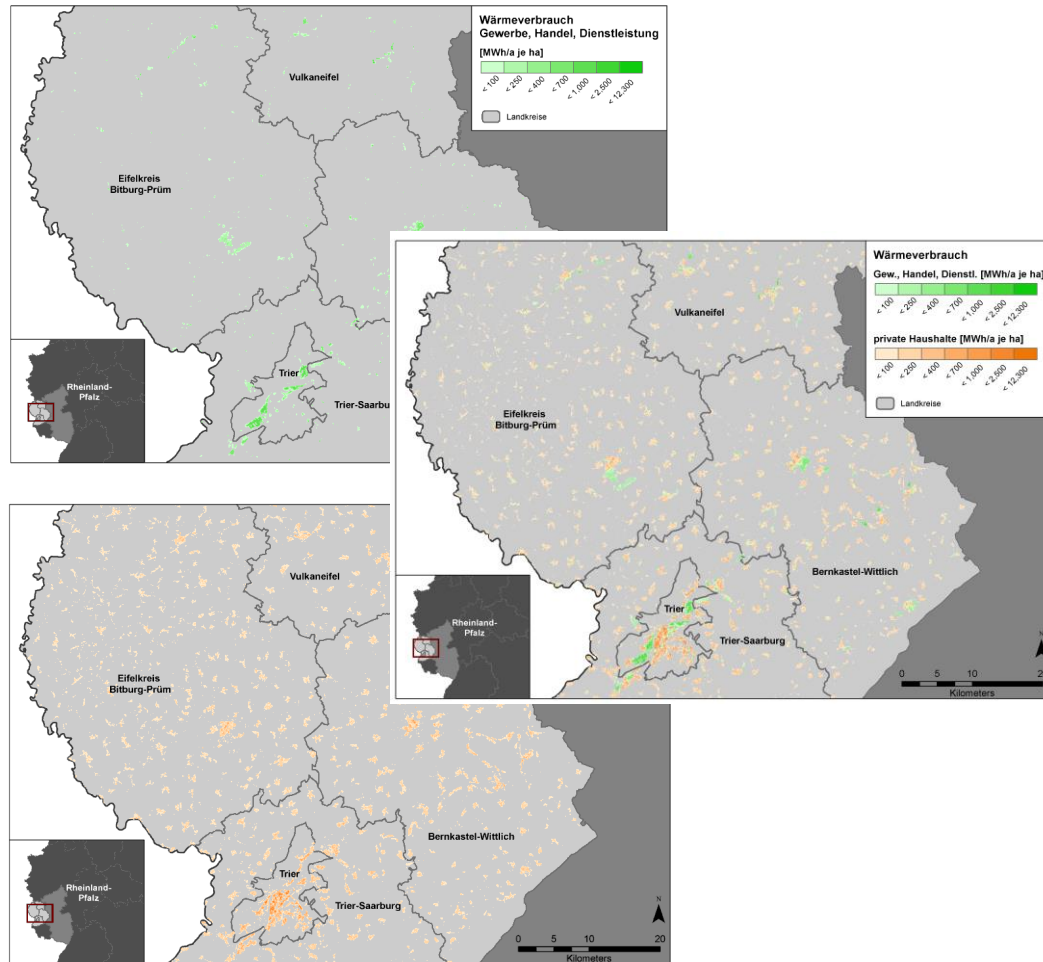 Wärmeverbrauch
Gewerbe, Handel, Dienstleistung
[MWh/a je ha]
< 100
< 250
< 400
< 700
< 1,000
< 2,500
< 12,300
Landkreise
Vulkaneifel
Eifelkreis
Bitburg-Prüm
Trier
Rheinland-
Pfalz
Wärmeverbrauch
Gew., Handel, Dienstl. [MWh/a je ha]
< 100
< 250
< 400
< 700
< 1,000
< 2,500
< 12,300
private Haushalte [MWh/a je ha]
< 100
< 250
< 400
< 700
< 1,000
< 2,500
< 12,300
Landkreise
Vulkaneifel
Eifelkreis
Bitburg-Prüm
Bernkastel-Wittlich
Trier
Trier-Saarburg
Rheinland-
Pfalz
N
0 5 10 20
Kilometers
Vulkaneifel
Eifelkreis
Bitburg-Prüm
Bernkastel-Wittlich
Trier
Trier-Saarburg
Rheinland-
Pfalz
N
0 5 10 20
Kilometers